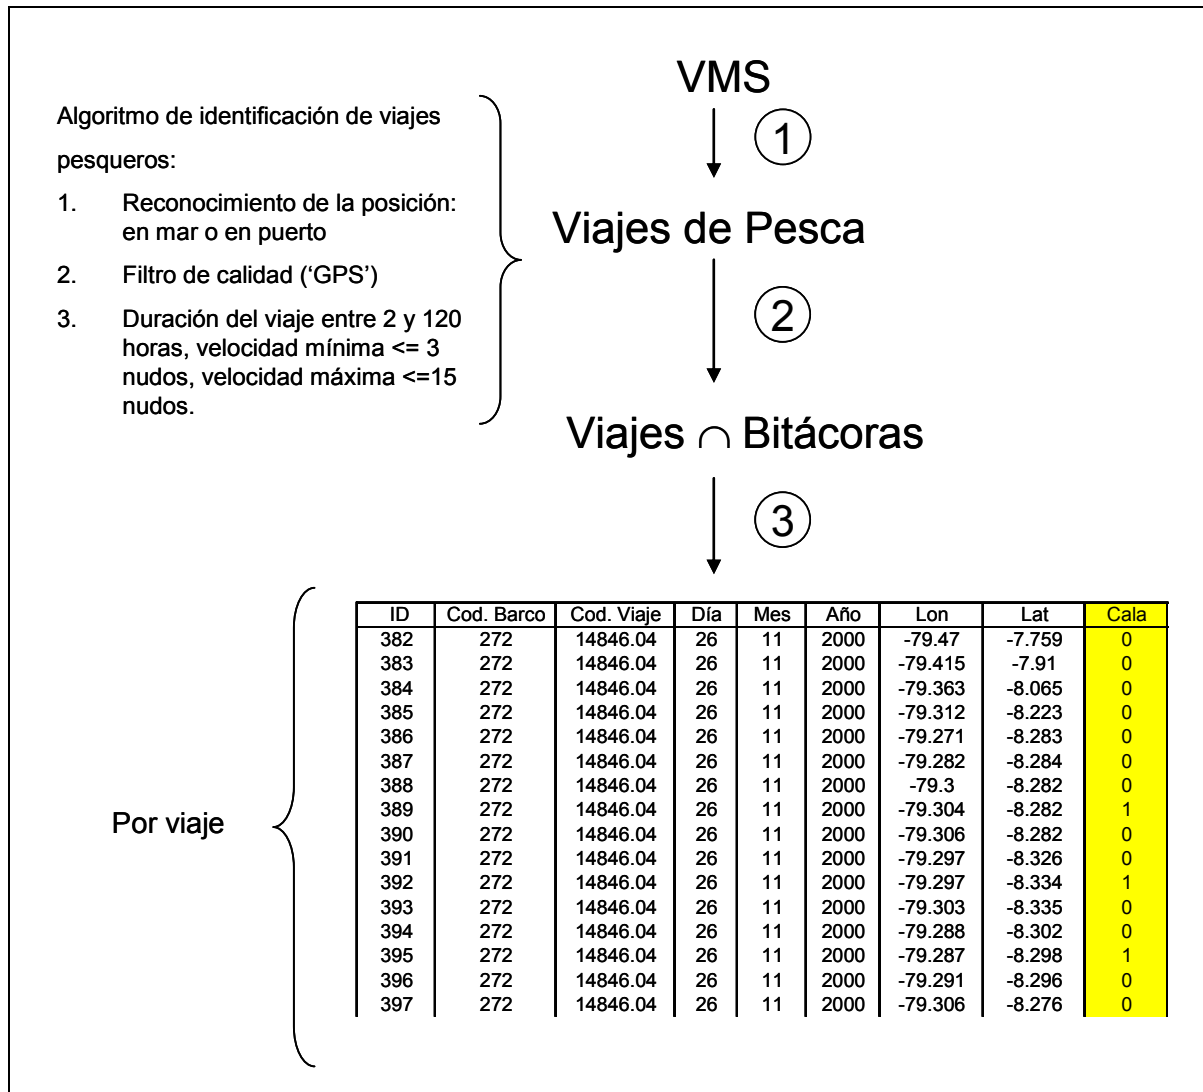 VMS
Algoritmo de identificación de viajes
pesqueros:
1. Reconocimiento de la posición:
en mar o en puerto
2. Filtro de calidad (‘GPS’)
3. Duración del viaje entre 2 y 120
horas, velocidad mínima <= 3
nudos, velocidad máxima <=15
nudos.
1
Viajes de Pesca
2
Viajes ∩ Bitácoras
3
Por viaje
ID Cod. Barco Cod. Viaje Día Mes Año Lon Lat Cala
382 272 14846.04 26 11 2000 -79.47 -7.759 0
383 272 14846.04 26 11 2000 -79.415 -7.91 0
384 272 14846.04 26 11 2000 -79.363 -8.065 0
385 272 14846.04 26 11 2000 -79.312 -8.223 0
386 272 14846.04 26 11 2000 -79.271 -8.283 0
387 272 14846.04 26 11 2000 -79.282 -8.284 0
388 272 14846.04 26 11 2000 -79.3 -8.282 0
389 272 14846.04 26 11 2000 -79.304 -8.282 1
390 272 14846.04 26 11 2000 -79.306 -8.282 0
391 272 14846.04 26 11 2000 -79.297 -8.326 0
392 272 14846.04 26 11 2000 -79.297 -8.334 1
393 272 14846.04 26 11 2000 -79.303 -8.335 0
394 272 14846.04 26 11 2000 -79.288 -8.302 0
395 272 14846.04 26 11 2000 -79.287 -8.298 1
396 272 14846.04 26 11 2000 -79.291 -8.296 0
397 272 14846.04 26 11 2000 -79.306 -8.276 0